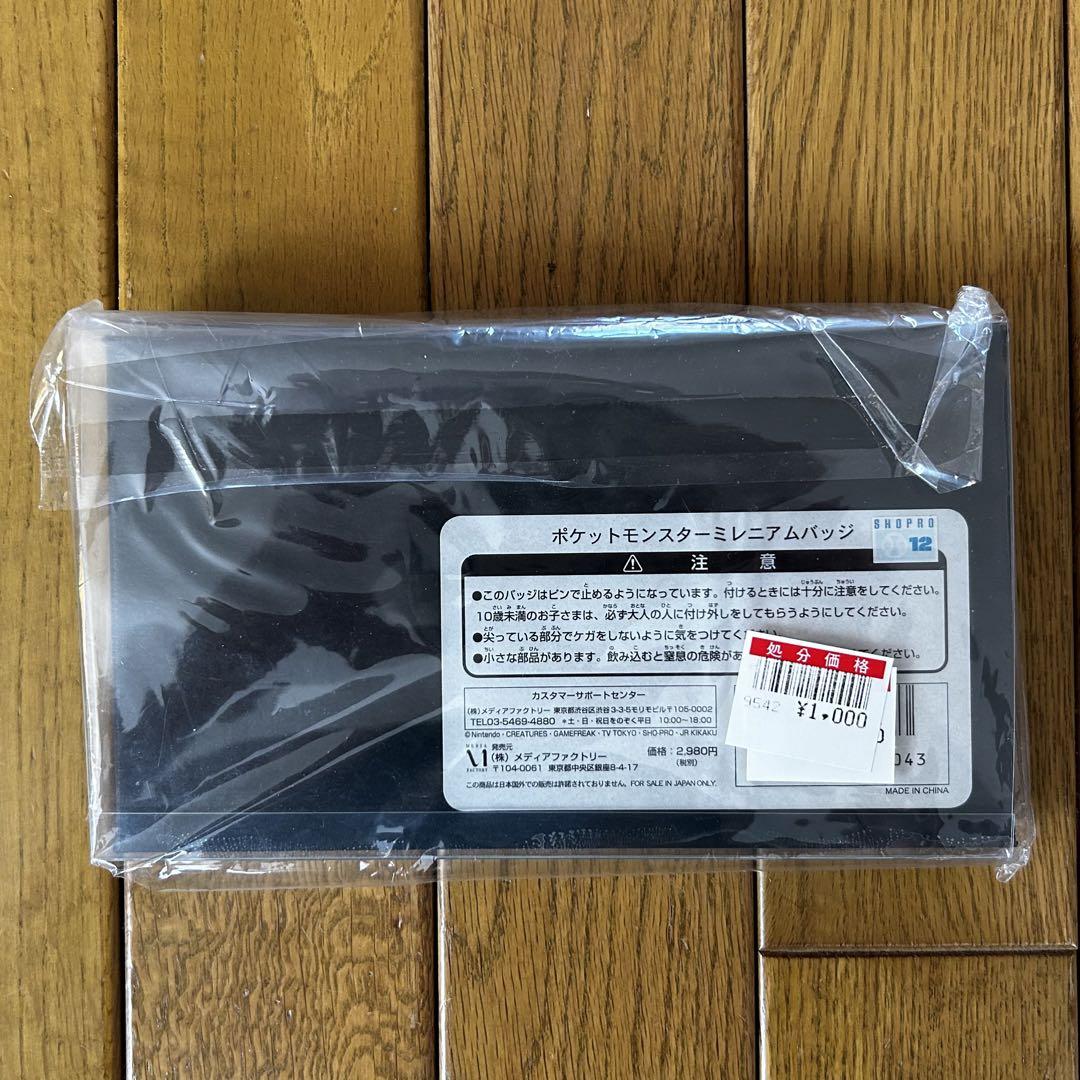 ポケットモンスターミレニアムバッジ
SHOPRO
12
注意
●このバッジはピンで止めるようになっています。付けるときには十分に注意をしてください。
10歳未満のお子さまは、必ず大人の人に付け外しをしてもらうようにしてください。
●尖っている部分でケガをしないように気をつけてくださ
●小さな部品があります。飲み込むと窒息の危険があ
ください。
処分価格
9542 ¥1,000
カスタマーサポートセンター
(株)メディアファクトリー 東京都渋谷区渋谷3-3-5モリモビル〒105-0002
TEL03-5469-4880 *土・日・祝日をのぞく平日 10:00〜18:00
©Nintendo・CREATURES・GAMEFREAK・TV TOKYO・SHO-PRO・JR KIKAKU
MEDIA FACTORY
発売元
(株)メディアファクトリー
〒104-0061 東京都中央区銀座8-4-17
価格:2,980円
(税別)
043
この商品は日本国外での販売は許諾されておりません。FOR SALE IN JAPAN ONLY.
MADE IN CHINA